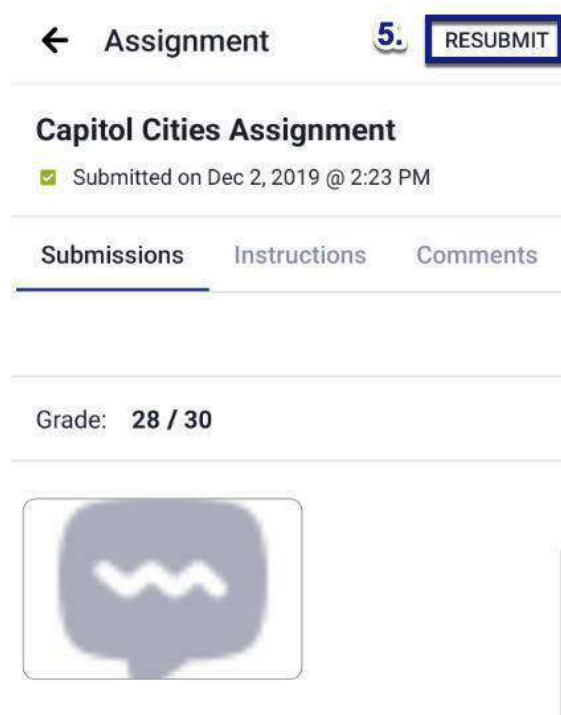 Assignment 5. RESUBMIT
Capitol Cities Assignment
Submitted on Dec 2, 2019 @ 2:23 PM
Submissions Instructions Comments
Grade: 28 / 30